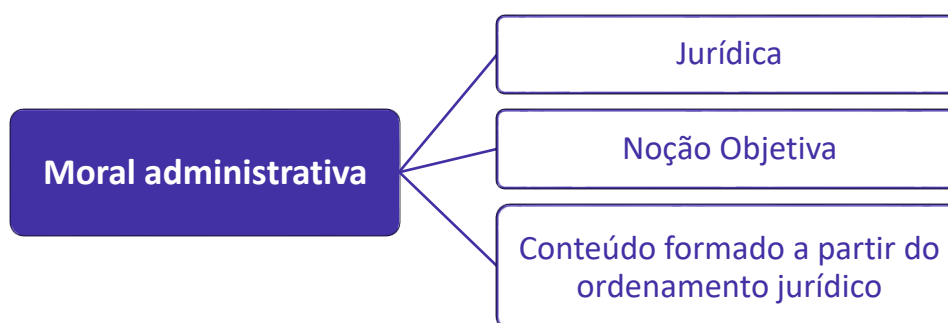 Moral administrativa
Jurídica
Noção Objetiva
Conteúdo formado a partir do
ordenamento jurídico